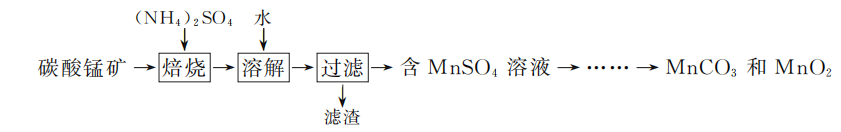 (NH₄)₂SO₄ 水
碳酸锰矿 → 焙烧 → 溶解 → 过滤 → 含 MnSO₄ 溶液 → …… → MnCO₃ 和 MnO₂
滤渣